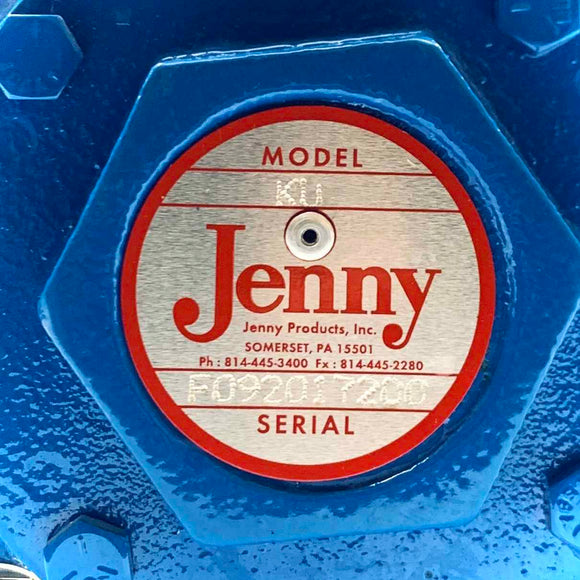 MODEL
KU
Jenny
Jenny Products, Inc.
SOMERSET, PA 15501
Ph : 814-445-3400 Fx : 814-445-2280
F092017200
SERIAL